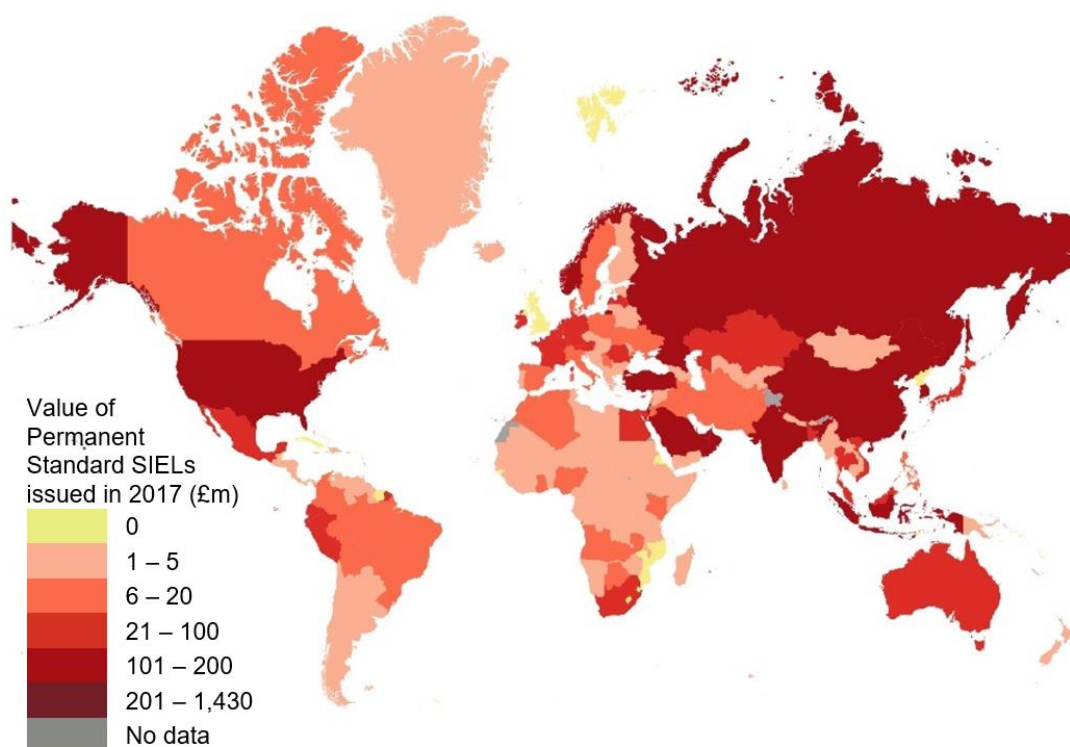 Value of
Permanent
Standard SIELs
issued in 2017 (£m)
0
1 – 5
6 – 20
21 – 100
101 – 200
201 – 1,430
No data